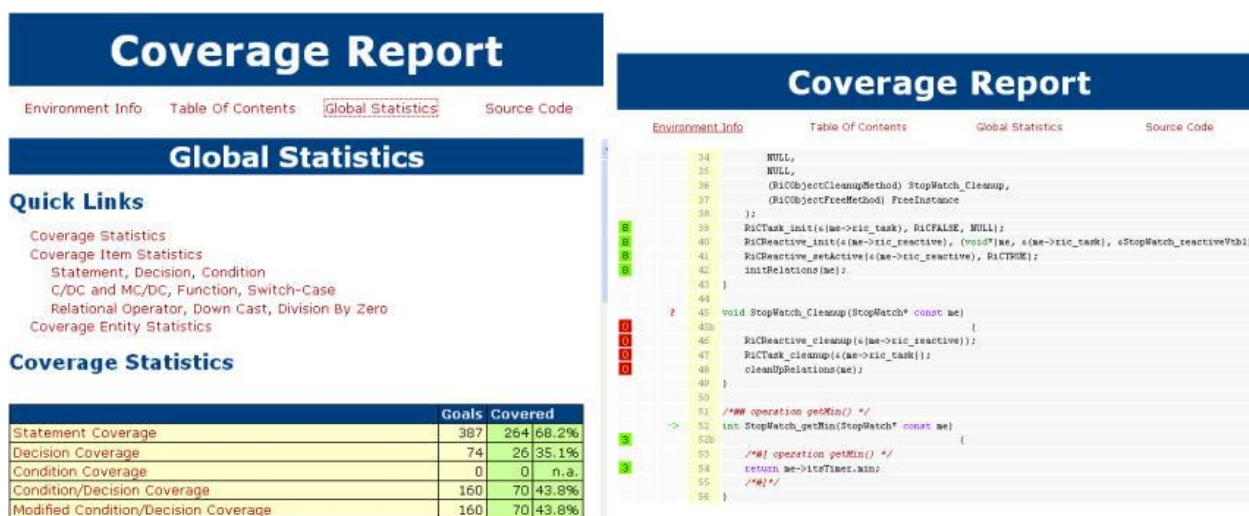 Coverage Report
Environment Info Table Of Contents Global Statistics Source Code
Global Statistics
Quick Links
Coverage Statistics
Coverage Item Statistics
Statement, Decision, Condition
C/DC and MC/DC, Function, Switch-Case
Relational Operator, Down Cast, Division By Zero
Coverage Entity Statistics
Coverage Statistics
Goals Covered
Statement Coverage 387 264 68.2%
Decision Coverage 74 26 35.1%
Condition Coverage 0 0 n.a.
Condition/Decision Coverage 160 70 43.8%
Modified Condition/Decision Coverage 160 70 43.8%
Coverage Report
Environment Info Table Of Contents Global Statistics Source Code
34 NULL,
35 NULL,
36 (RiCObjectCleanupMethod) StopWatch_Cleanup,
37 (RiCObjectFreeMethod) FreeInstance
38 );
8 39 RiCTask_init(&(me->ric_task), RiCFALSE, NULL);
8 40 RiCReactive_init(&(me->ric_reactive), (void*)me, &(me->ric_task), &StopWatch_reactiveVtbl
8 41 RiCReactive_setActive(&(me->ric_reactive), RiCTRUE);
8 42 initRelations(me);
43 }
44
? 45 void StopWatch_Cleanup(StopWatch* const me)
0 45b {
0 46 RiCReactive_cleanup(&(me->ric_reactive));
0 47 RiCTask_cleanup(&(me->ric_task));
0 48 cleanUpRelations(me);
49 }
50
51 /*## operation getMin() */
-> 52 int StopWatch_getMin(StopWatch* const me)
3 52b {
53 /*#[ operation getMin() */
3 54 return me->itsTimer.min;
55 /*#]*/
56 }